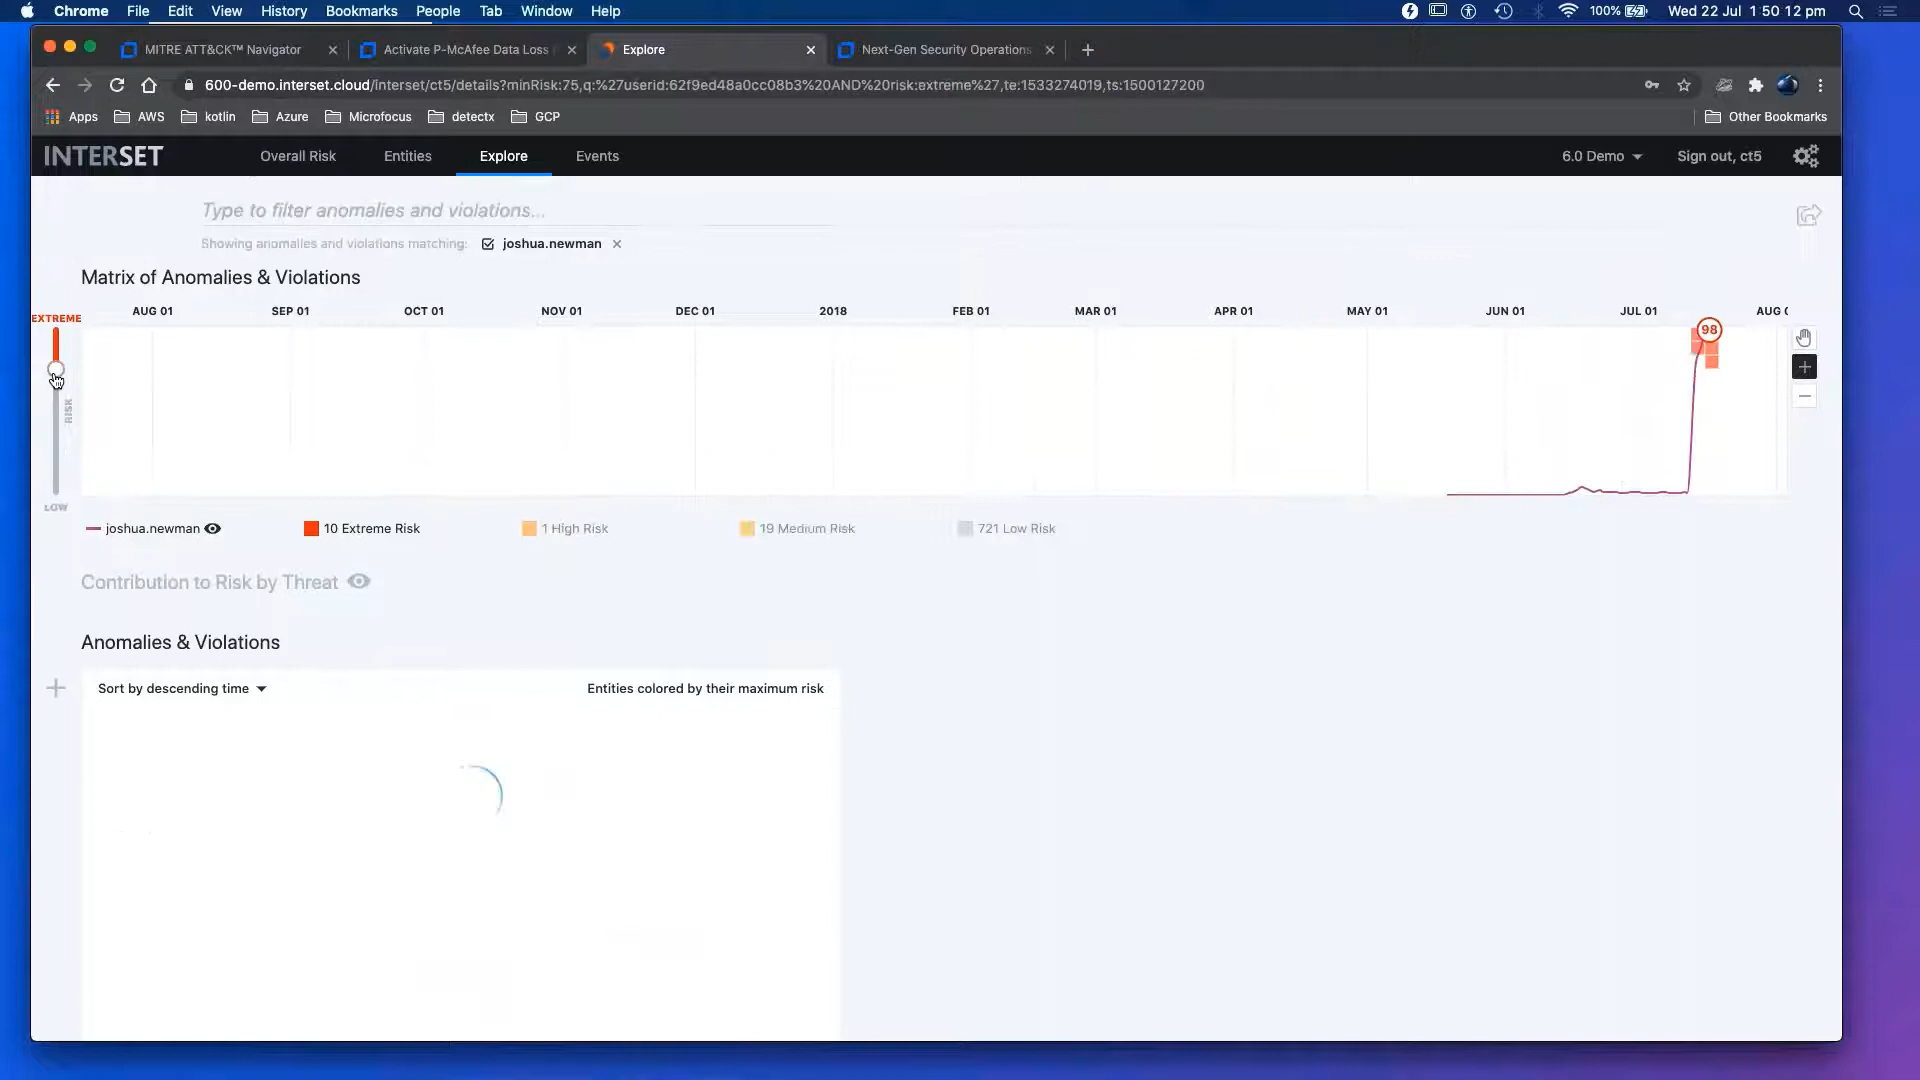 Chrome File Edit View History Bookmarks People Tab Window Help 100% Wed 22 Jul 1:50:12 pm
MITRE ATT&CK™ Navigator Activate P-McAfee Data Loss Explore Next-Gen Security Operations
600-demo.interset.cloud/interset/ct5/details?minRisk:75,q:%27userid:62f9ed48a0cc08b3%20AND%20risk:extreme%27,te:1533274019,ts:1500127200
Apps AWS kotlin Azure Microfocus detectx GCP Other Bookmarks
INTERSET Overall Risk Entities Explore Events 6.0 Demo Sign out, ct5
Type to filter anomalies and violations...
Showing anomalies and violations matching: joshua.newman
Matrix of Anomalies & Violations
AUG 01 SEP 01 OCT 01 NOV 01 DEC 01 2018 FEB 01 MAR 01 APR 01 MAY 01 JUN 01 JUL 01 AUG
EXTREME
98
RISK
LOW
joshua.newman 10 Extreme Risk 1 High Risk 19 Medium Risk 721 Low Risk
Contribution to Risk by Threat
Anomalies & Violations
Sort by descending time Entities colored by their maximum risk